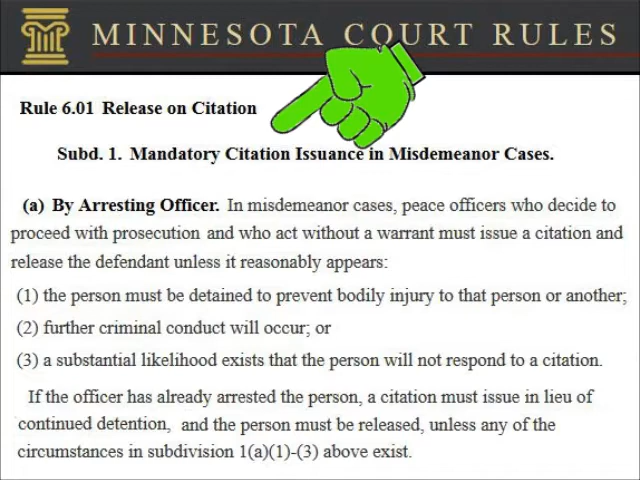 MINNESOTA COURT RULES
Rule 6.01 Release on Citation
Subd. 1. Mandatory Citation Issuance in Misdemeanor Cases.
(a) By Arresting Officer. In misdemeanor cases, peace officers who decide to
proceed with prosecution and who act without a warrant must issue a citation and
release the defendant unless it reasonably appears:
(1) the person must be detained to prevent bodily injury to that person or another;
(2) further criminal conduct will occur; or
(3) a substantial likelihood exists that the person will not respond to a citation.
If the officer has already arrested the person, a citation must issue in lieu of
continued detention, and the person must be released, unless any of the
circumstances in subdivision 1(a)(1)-(3) above exist.